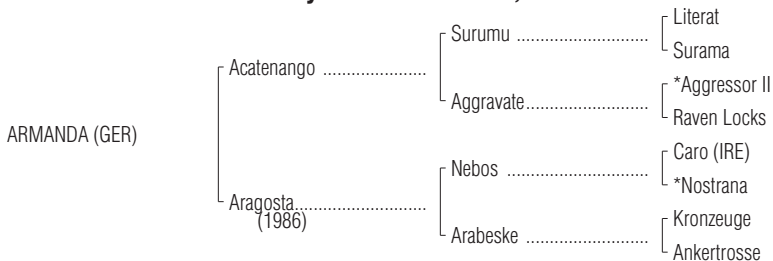 Literat
Surumu ..........................
Surama
Acatenango .....................
*Aggressor II
Aggravate........................
Raven Locks
ARMANDA (GER)
Caro (IRE)
Nebos ............................
*Nostrana
Aragosta..........................
(1986)
Kronzeuge
Arabeske ........................
Ankertrosse